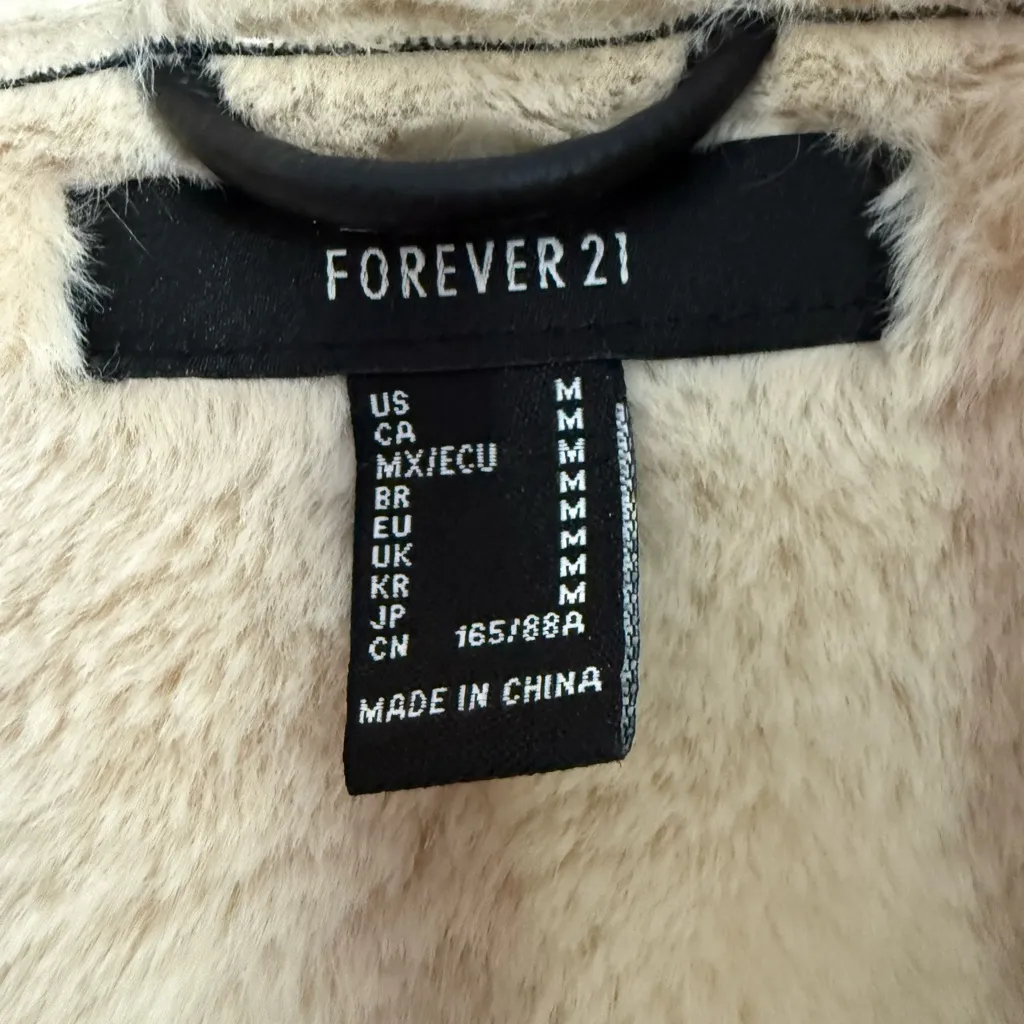 FOREVER 21
US M
CA M
MX/ECU M
BR M
EU M
UK M
KR M
JP M
CN 165/88A
MADE IN CHINA